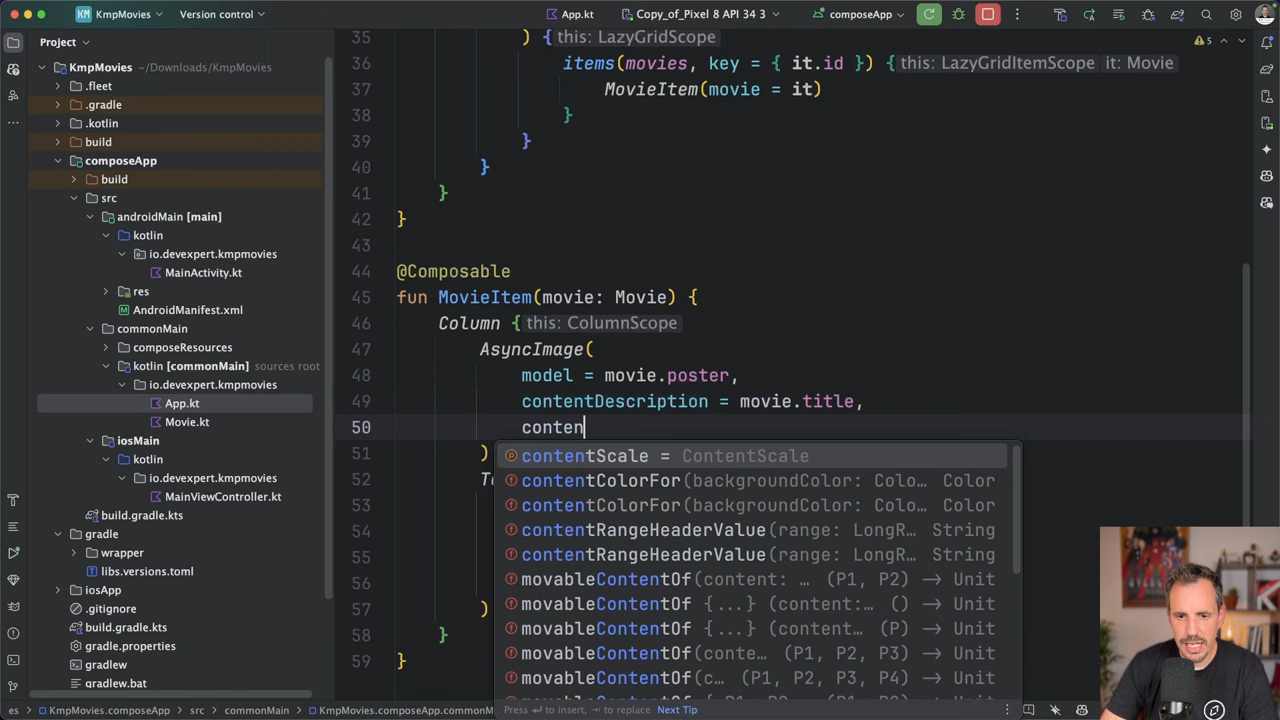 KM KmpMovies Version control App.kt Copy_of_Pixel 8 API 34 3 composeApp
Project
KmpMovies ~/Downloads/KmpMovies
.fleet
.gradle
.kotlin
build
composeApp
build
src
androidMain [main]
kotlin
io.devexpert.kmpmovies
MainActivity.kt
res
AndroidManifest.xml
commonMain
composeResources
kotlin [commonMain] sources root
io.devexpert.kmpmovies
App.kt
Movie.kt
iosMain
kotlin
io.devexpert.kmpmovies
MainViewController.kt
build.gradle.kts
gradle
wrapper
libs.versions.toml
iosApp
.gitignore
build.gradle.kts
gradle.properties
gradlew
gradlew.bat
35 ) { this: LazyGridScope 5
36 items(movies, key = { it.id }) { this: LazyGridItemScope it: Movie
37 MovieItem(movie = it)
38 }
39 }
40 }
41 }
42 }
43
44 @Composable
45 fun MovieItem(movie: Movie) {
46 Column { this: ColumnScope
47 AsyncImage(
48 model = movie.poster,
49 contentDescription = movie.title,
50 conten
51 )
52 Te
53
54
55
56
57 )
58 }
59 }
contentScale = ContentScale
contentColorFor(backgroundColor: Colo… Color
contentColorFor(backgroundColor: Colo… Color
contentRangeHeaderValue(range: LongR… String
contentRangeHeaderValue(range: LongR… String
movableContentOf(content: … (P1, P2) -> Unit
movableContentOf {...} (content:… () -> Unit
movableContentOf {...} (content… (P) -> Unit
movableContentOf(conte… (P1, P2, P3) -> Unit
movableContentOf(c… (P1, P2, P3, P4) -> Unit
Press ↵ to insert, ⇥ to replace Next Tip
es > KmpMovies.composeApp > src > commonMain > KmpMovies.composeApp.commonM